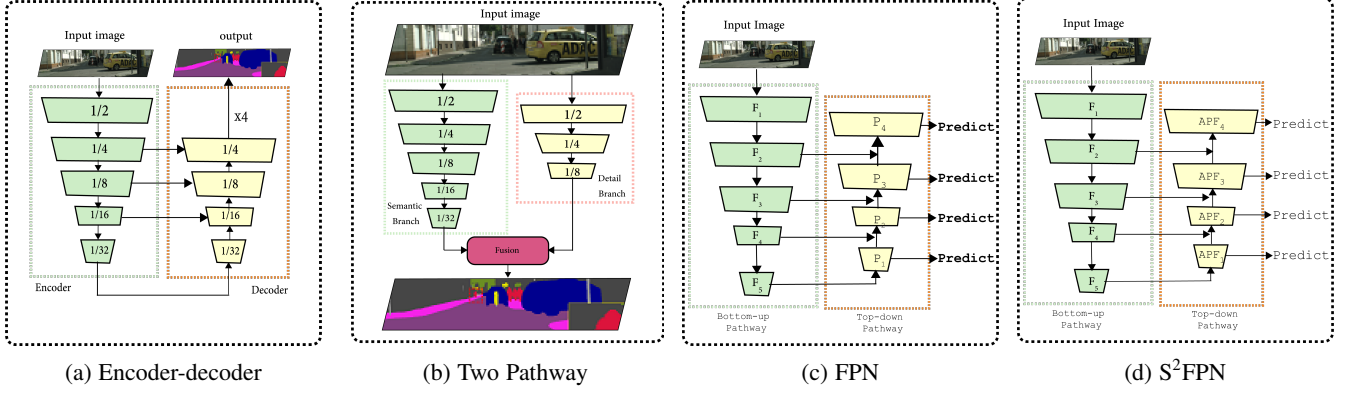 Input image
output
1/2
1/4
1/8
1/16
1/32
x4
1/4
1/8
1/16
1/32
Encoder
Decoder
(a) Encoder-decoder
Input image
ADAC
1/2
1/4
1/8
1/16
1/32
Semantic
Branch
1/2
1/4
1/8
Detail
Branch
Fusion
(b) Two Pathway
Input Image
F1
F2
F3
F4
F5
P4
P3
P2
P1
Predict
Predict
Predict
Predict
Bottom-up
Pathway
Top-down
Pathway
(c) FPN
Input Image
F1
F2
F3
F4
F5
APF4
APF3
APF2
APF1
Predict
Predict
Predict
Predict
Bottom-up
Pathway
Top-down
Pathway
(d) S²FPN